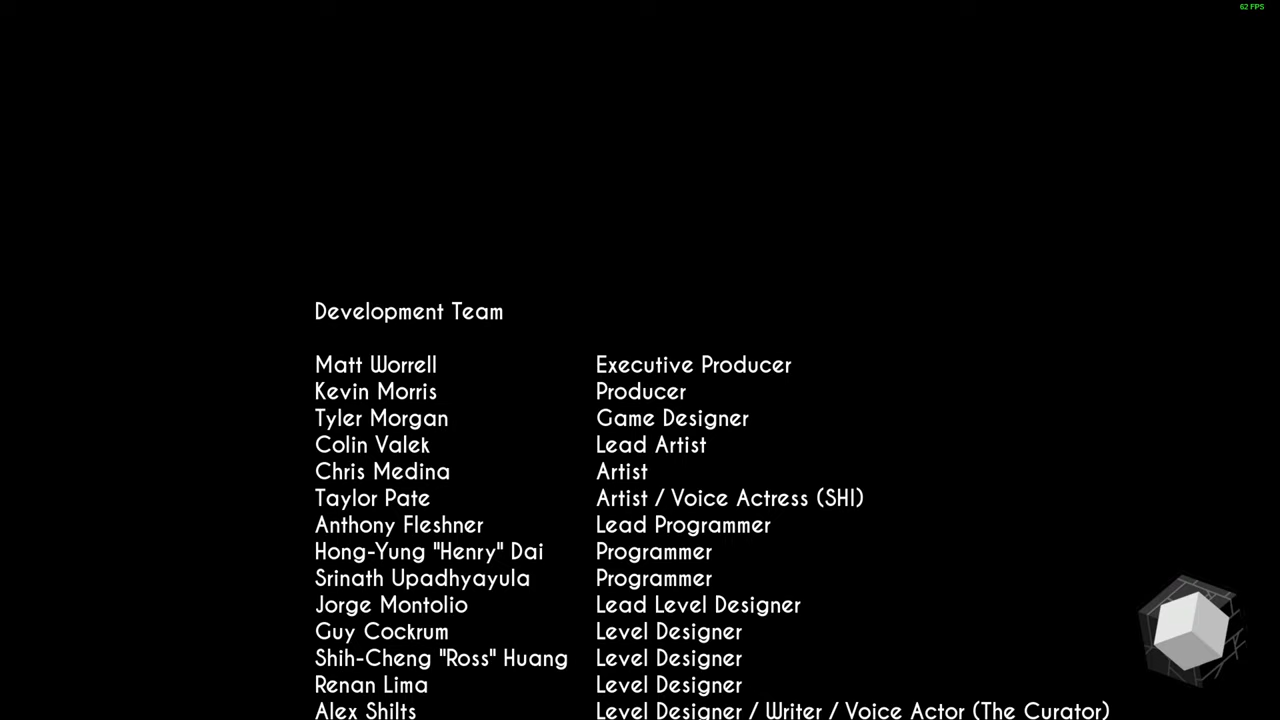 62 FPS
Development Team
Matt Worrell Executive Producer
Kevin Morris Producer
Tyler Morgan Game Designer
Colin Valek Lead Artist
Chris Medina Artist
Taylor Pate Artist / Voice Actress (SHI)
Anthony Fleshner Lead Programmer
Hong-Yung "Henry" Dai Programmer
Srinath Upadhyayula Programmer
Jorge Montolio Lead Level Designer
Guy Cockrum Level Designer
Shih-Cheng "Ross" Huang Level Designer
Renan Lima Level Designer
Alex Shilts Level Designer / Writer / Voice Actor (The Curator)